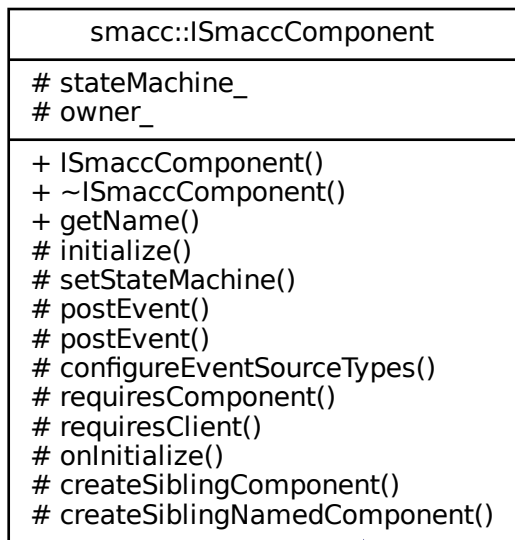 smacc::ISmaccComponent
# stateMachine_
# owner_
+ ISmaccComponent()
+ ~ISmaccComponent()
+ getName()
# initialize()
# setStateMachine()
# postEvent()
# postEvent()
# configureEventSourceTypes()
# requiresComponent()
# requiresClient()
# onInitialize()
# createSiblingComponent()
# createSiblingNamedComponent()